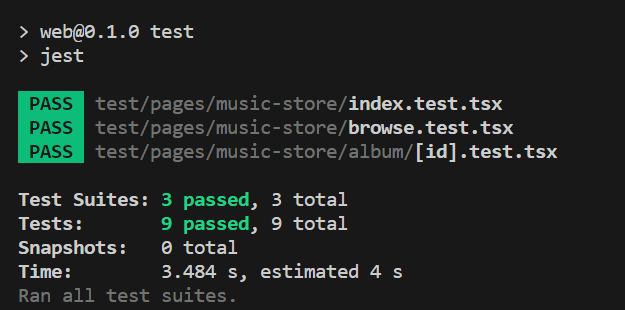 > web@0.1.0 test
> jest
PASS test/pages/music-store/index.test.tsx
PASS test/pages/music-store/browse.test.tsx
PASS test/pages/music-store/album/[id].test.tsx
Test Suites: 3 passed, 3 total
Tests:       9 passed, 9 total
Snapshots:   0 total
Time:        3.484 s, estimated 4 s
Ran all test suites.